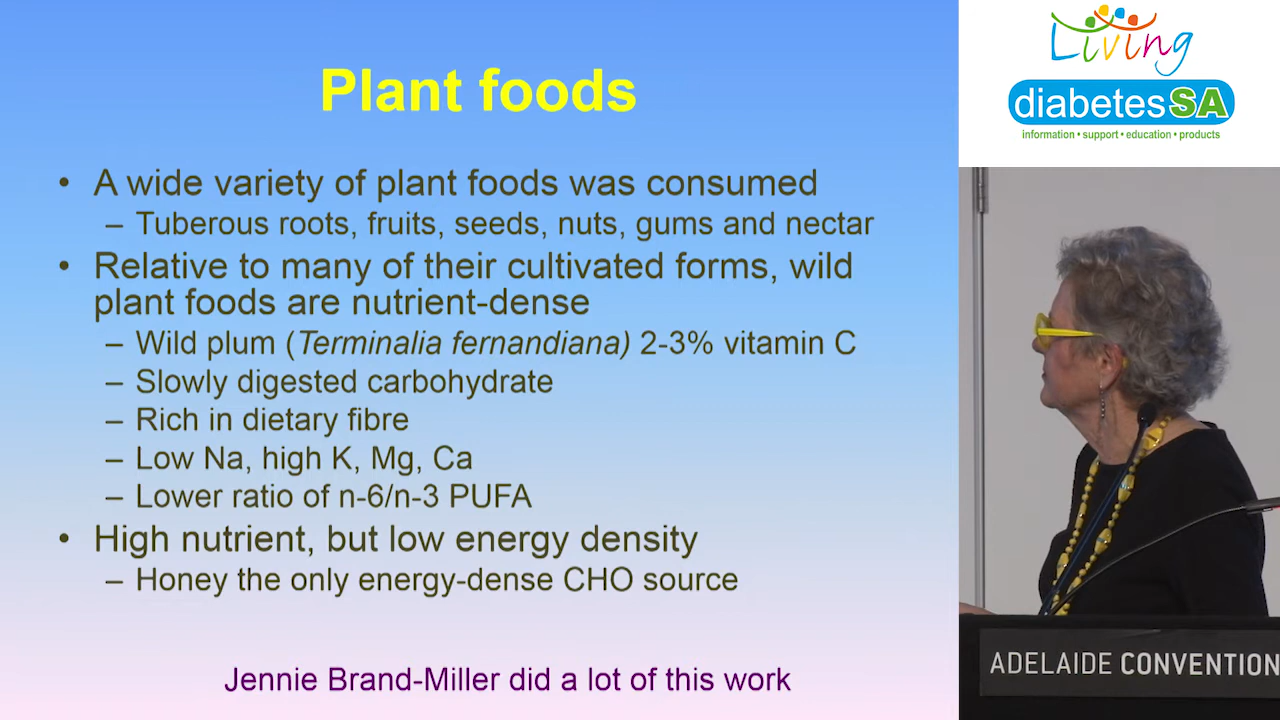 Plant foods
• A wide variety of plant foods was consumed
– Tuberous roots, fruits, seeds, nuts, gums and nectar
• Relative to many of their cultivated forms, wild
plant foods are nutrient-dense
– Wild plum (Terminalia fernandiana) 2-3% vitamin C
– Slowly digested carbohydrate
– Rich in dietary fibre
– Low Na, high K, Mg, Ca
– Lower ratio of n-6/n-3 PUFA
• High nutrient, but low energy density
– Honey the only energy-dense CHO source
Jennie Brand-Miller did a lot of this work
Living
diabetesSA
information • support • education • products
ADELAIDE CONVENTION